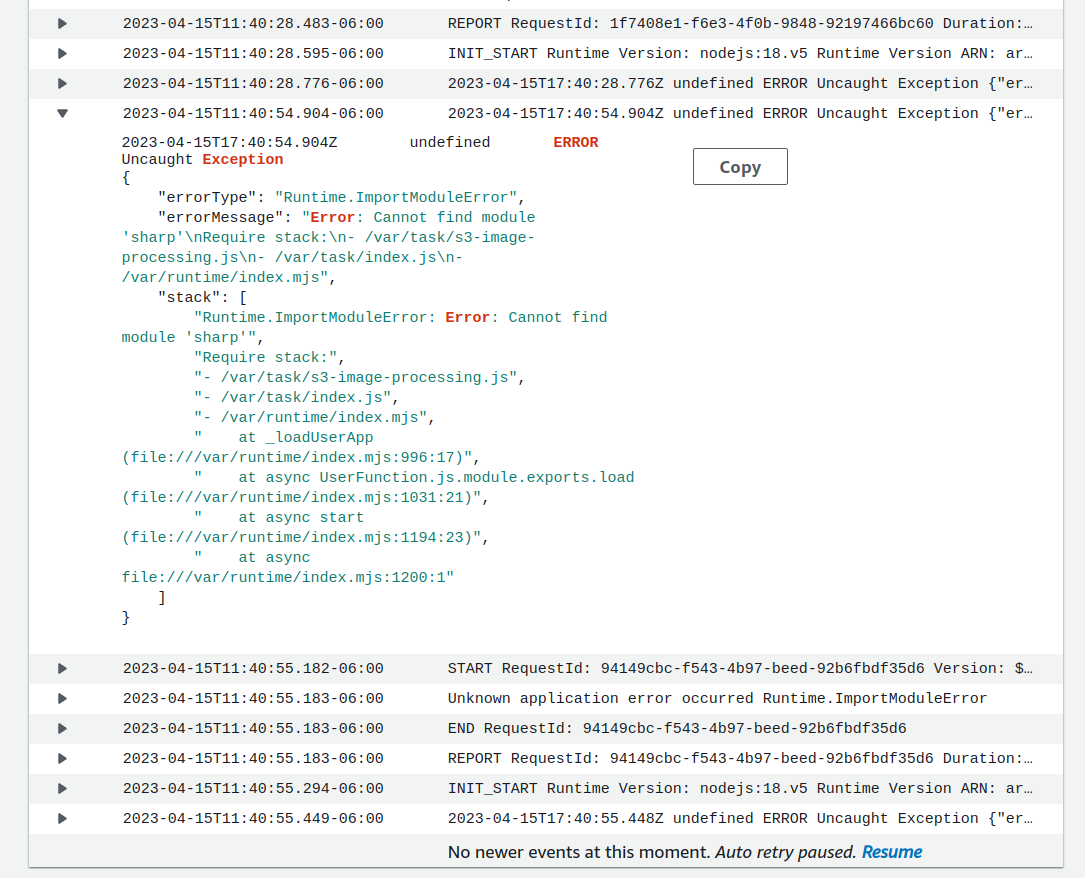 2023-04-15T11:40:28.483-06:00 REPORT RequestId: 1f7408e1-f6e3-4f0b-9848-92197466bc60 Duration:…
2023-04-15T11:40:28.595-06:00 INIT_START Runtime Version: nodejs:18.v5 Runtime Version ARN: ar…
2023-04-15T11:40:28.776-06:00 2023-04-15T17:40:28.776Z undefined ERROR Uncaught Exception {"er…
2023-04-15T11:40:54.904-06:00 2023-04-15T17:40:54.904Z undefined ERROR Uncaught Exception {"er…
2023-04-15T17:40:54.904Z undefined ERROR
Uncaught Exception
Copy
{
"errorType": "Runtime.ImportModuleError",
"errorMessage": "Error: Cannot find module
'sharp'\nRequire stack:\n- /var/task/s3-image-
processing.js\n- /var/task/index.js\n-
/var/runtime/index.mjs",
"stack": [
"Runtime.ImportModuleError: Error: Cannot find
module 'sharp'",
"Require stack:",
"- /var/task/s3-image-processing.js",
"- /var/task/index.js",
"- /var/runtime/index.mjs",
"    at _loadUserApp
(file:///var/runtime/index.mjs:996:17)",
"    at async UserFunction.js.module.exports.load
(file:///var/runtime/index.mjs:1031:21)",
"    at async start
(file:///var/runtime/index.mjs:1194:23)",
"    at async
file:///var/runtime/index.mjs:1200:1"
]
}
2023-04-15T11:40:55.182-06:00 START RequestId: 94149cbc-f543-4b97-beed-92b6fbdf35d6 Version: $…
2023-04-15T11:40:55.183-06:00 Unknown application error occurred Runtime.ImportModuleError
2023-04-15T11:40:55.183-06:00 END RequestId: 94149cbc-f543-4b97-beed-92b6fbdf35d6
2023-04-15T11:40:55.183-06:00 REPORT RequestId: 94149cbc-f543-4b97-beed-92b6fbdf35d6 Duration:…
2023-04-15T11:40:55.294-06:00 INIT_START Runtime Version: nodejs:18.v5 Runtime Version ARN: ar…
2023-04-15T11:40:55.449-06:00 2023-04-15T17:40:55.448Z undefined ERROR Uncaught Exception {"er…
No newer events at this moment. Auto retry paused. Resume